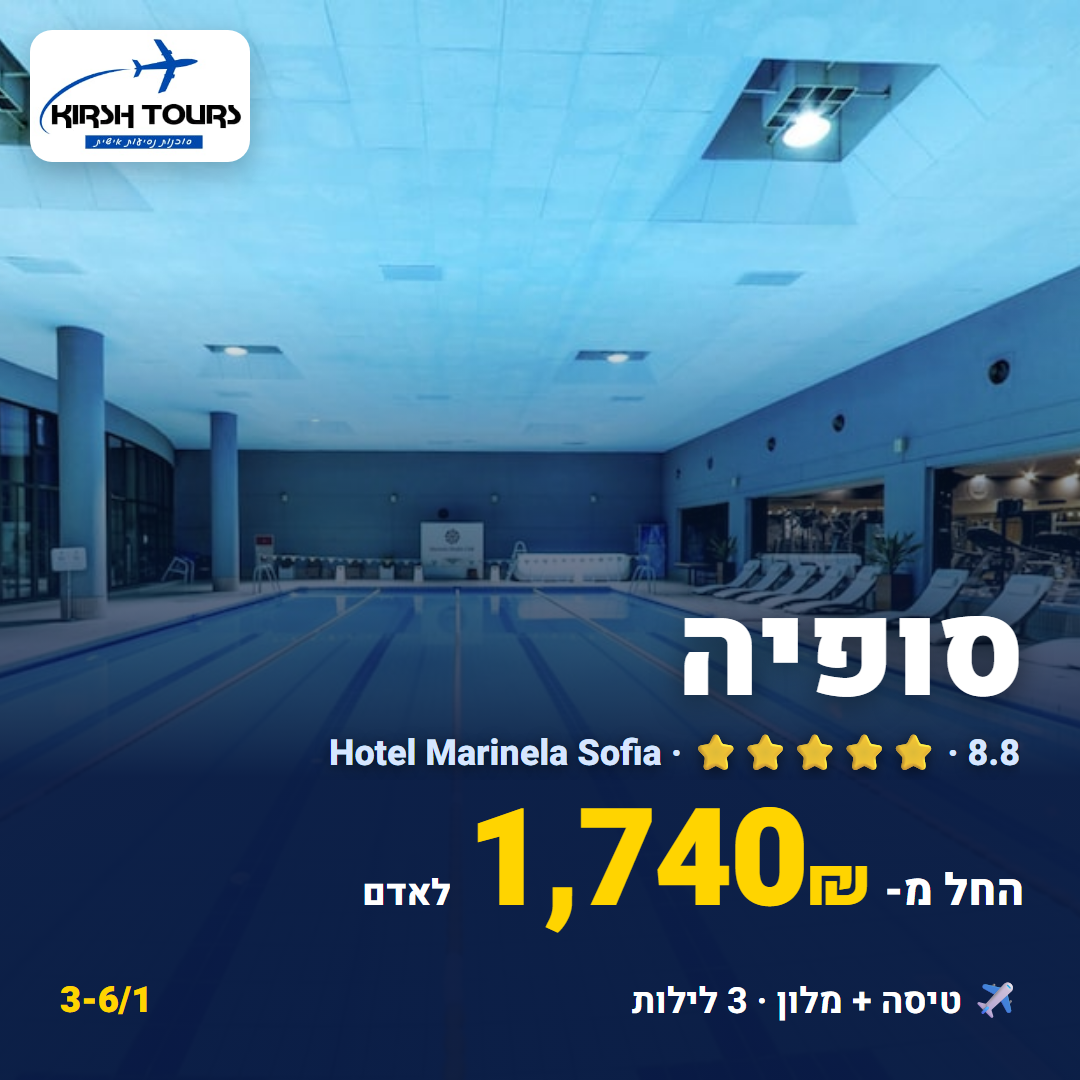 KIRSH TOURS
סוכנות נסיעות אישית
סופיה
Hotel Marinela Sofia · ⭐⭐⭐⭐⭐ · 8.8
החל מ- ₪1,740 לאדם
✈️ טיסה + מלון · 3 לילות
3-6/1